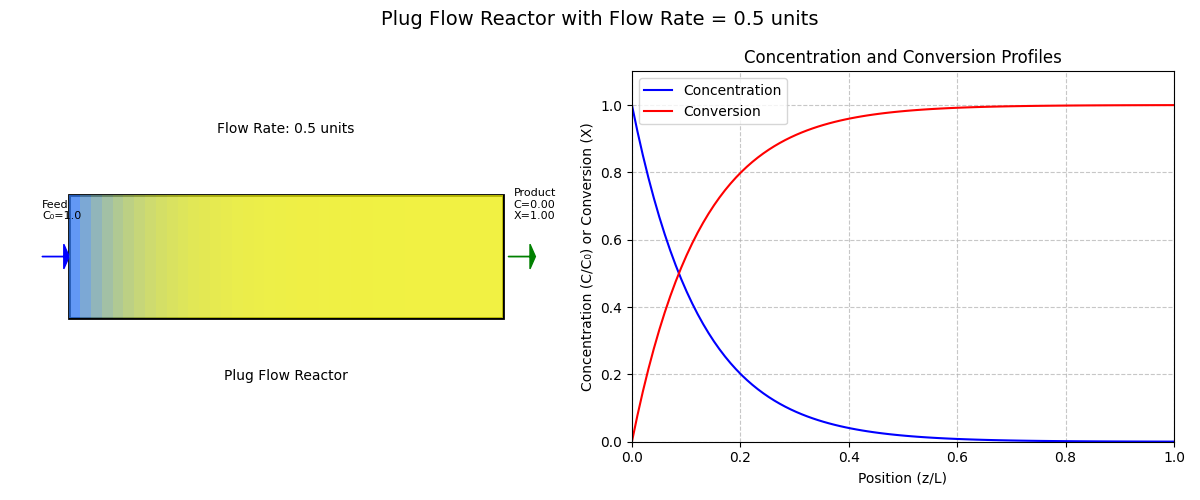 Plug Flow Reactor with Flow Rate = 0.5 units
Flow Rate: 0.5 units
Feed
C₀=1.0
Product
C=0.00
X=1.00
Plug Flow Reactor
Concentration and Conversion Profiles
Concentration
Conversion
Concentration (C/C₀) or Conversion (X)
1.0
0.8
0.6
0.4
0.2
0.0
0.0 0.2 0.4 0.6 0.8 1.0
Position (z/L)